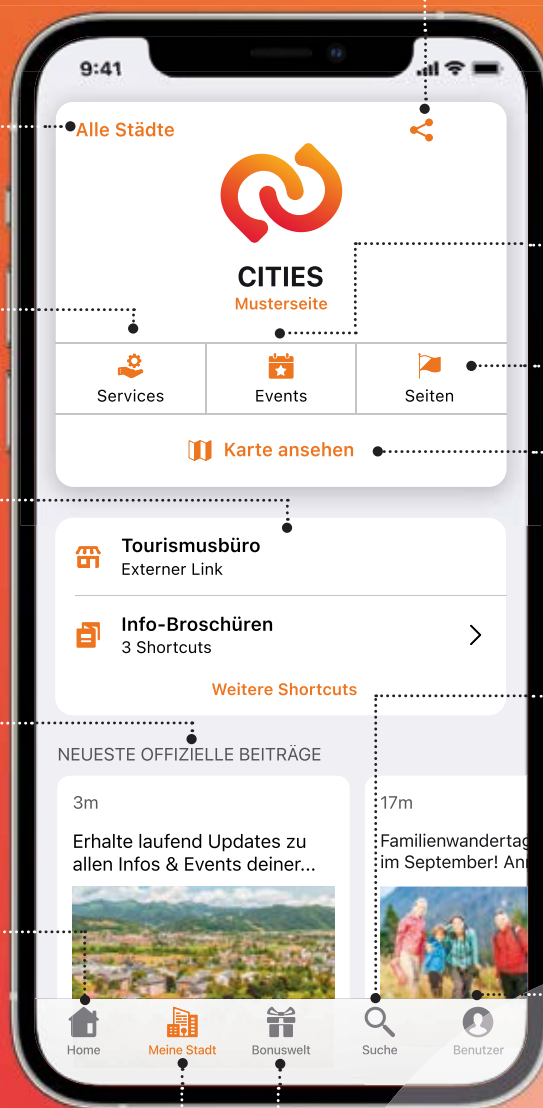 9:41
Alle Städte
CITIES
Musterseite
Services
Events
Seiten
Karte ansehen
Tourismusbüro
Externer Link
Info-Broschüren
3 Shortcuts
Weitere Shortcuts
NEUESTE OFFIZIELLE BEITRÄGE
3m
Erhalte laufend Updates zu
allen Infos & Events deiner...
17m
Familienwandertag
im September! An
Home
Meine Stadt
Bonuswelt
Suche
Benutzer